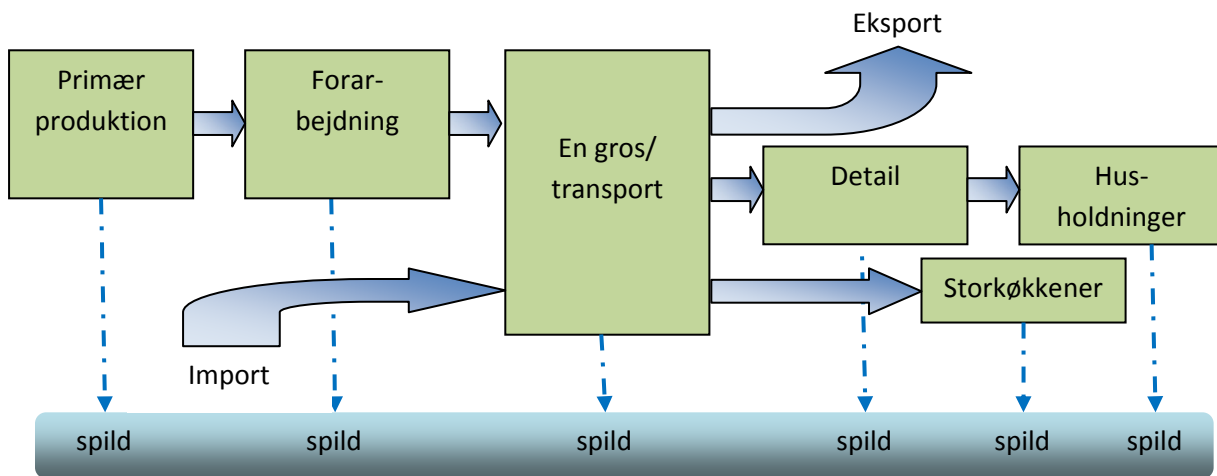 Eksport
Primær
produktion
Forar-
bejdning
En gros/
transport
Detail
Hus-
holdninger
Storkøkkener
Import
spild
spild
spild
spild
spild
spild